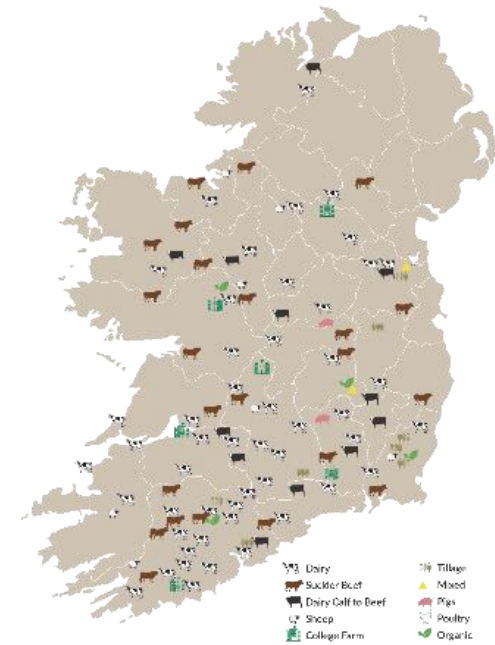 Dairy
Suckler Beef
Dairy Calf to Beef
Sheep
College Farm
Tillage
Mixed
Pigs
Poultry
Organic